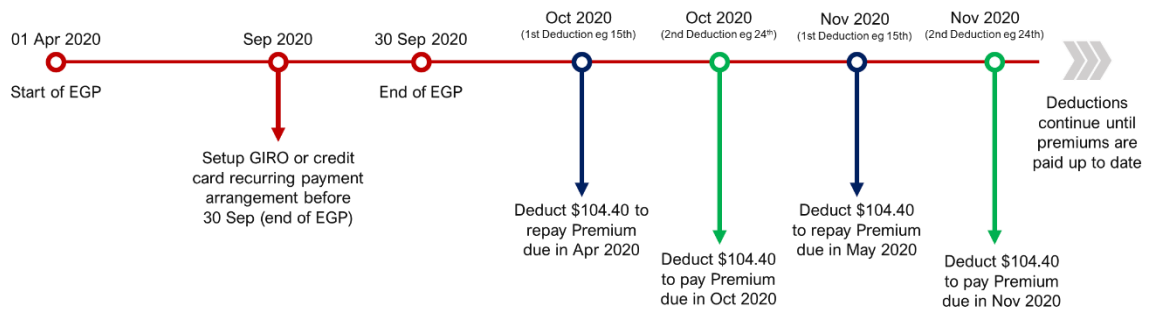 01 Apr 2020
Start of EGP
Sep 2020
Setup GIRO or credit
card recurring payment
arrangement before
30 Sep (end of EGP)
30 Sep 2020
End of EGP
Oct 2020
(1st Deduction eg 15th)
Deduct $104.40 to
repay Premium
due in Apr 2020
Oct 2020
(2nd Deduction eg 24th)
Deduct $104.40
to pay Premium
due in Oct 2020
Nov 2020
(1st Deduction eg 15th)
Deduct $104.40
to repay Premium
due in May 2020
Nov 2020
(2nd Deduction eg 24th)
Deduct $104.40
to pay Premium
due in Nov 2020
Deductions
continue until
premiums are
paid up to date